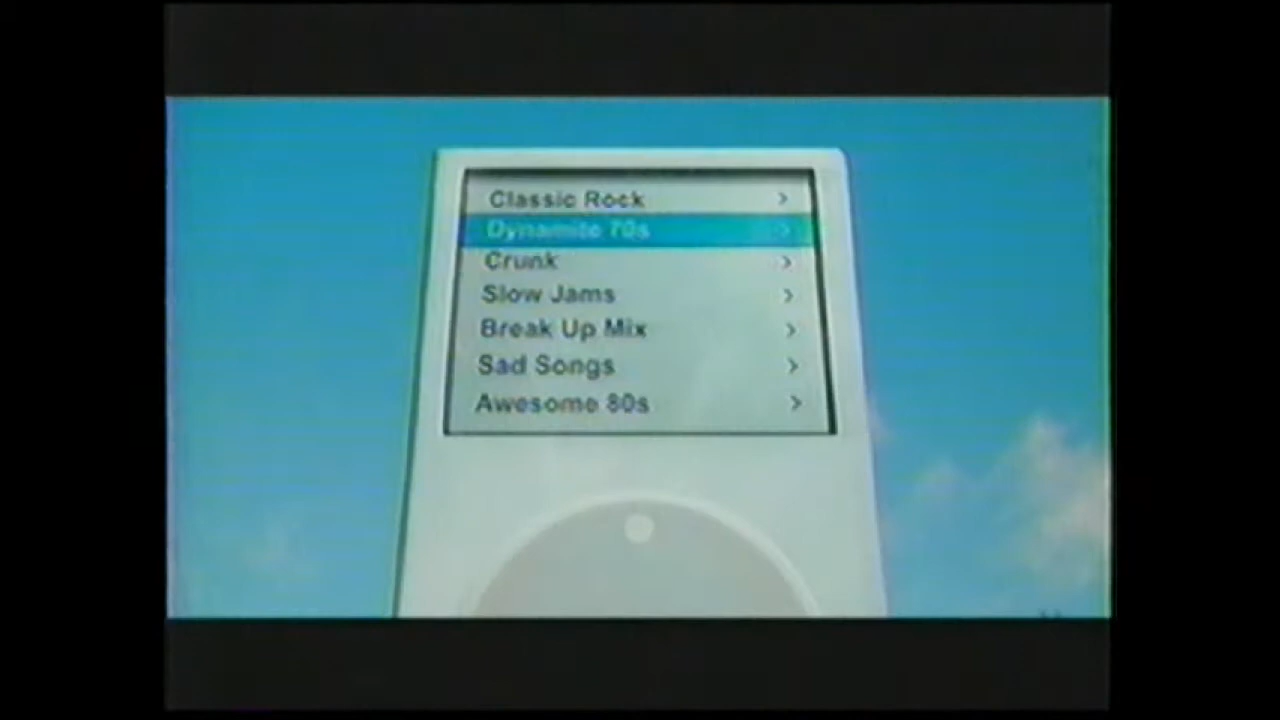 Classic Rock >
Dynamite 70s >
Crunk >
Slow Jams >
Break Up Mix >
Sad Songs >
Awesome 80s >